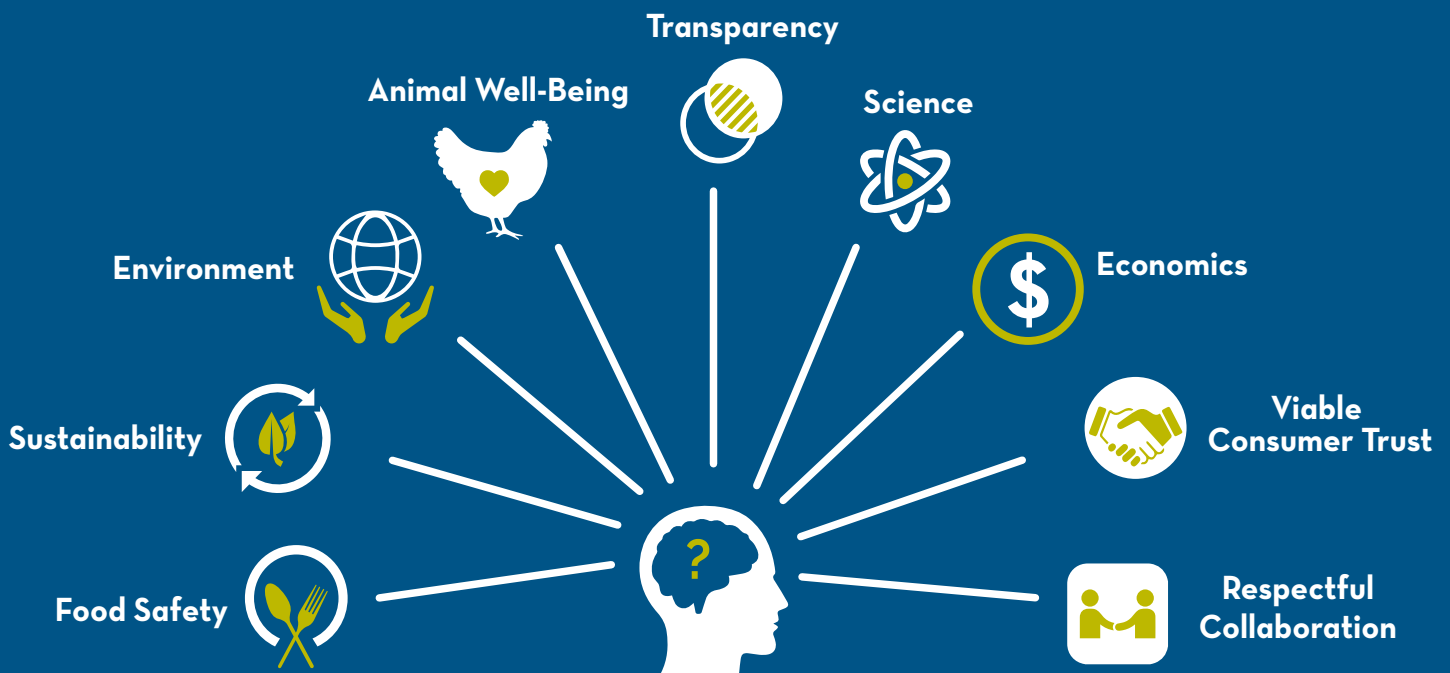 Transparency
Animal Well-Being
Science
Environment
Economics
Sustainability
Viable
Consumer Trust
?
Food Safety
Respectful
Collaboration
$